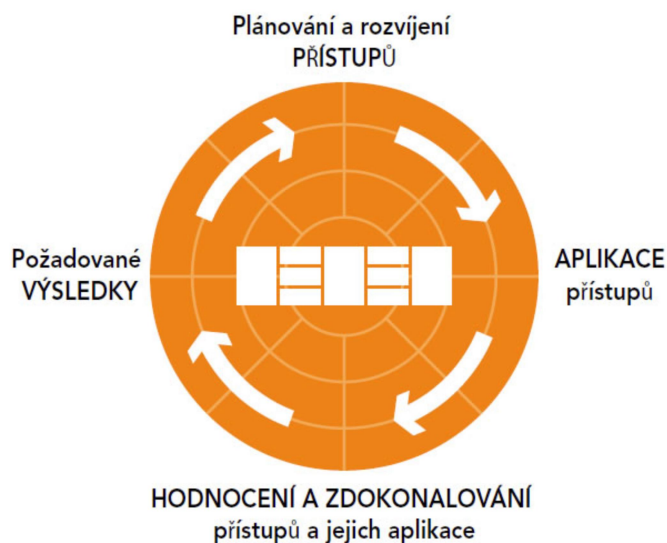 Plánování a rozvíjení
PŘÍSTUPŮ
Požadované
VÝSLEDKY
APLIKACE
přístupů
HODNOCENÍ A ZDOKONALOVÁNÍ
přístupů a jejich aplikace